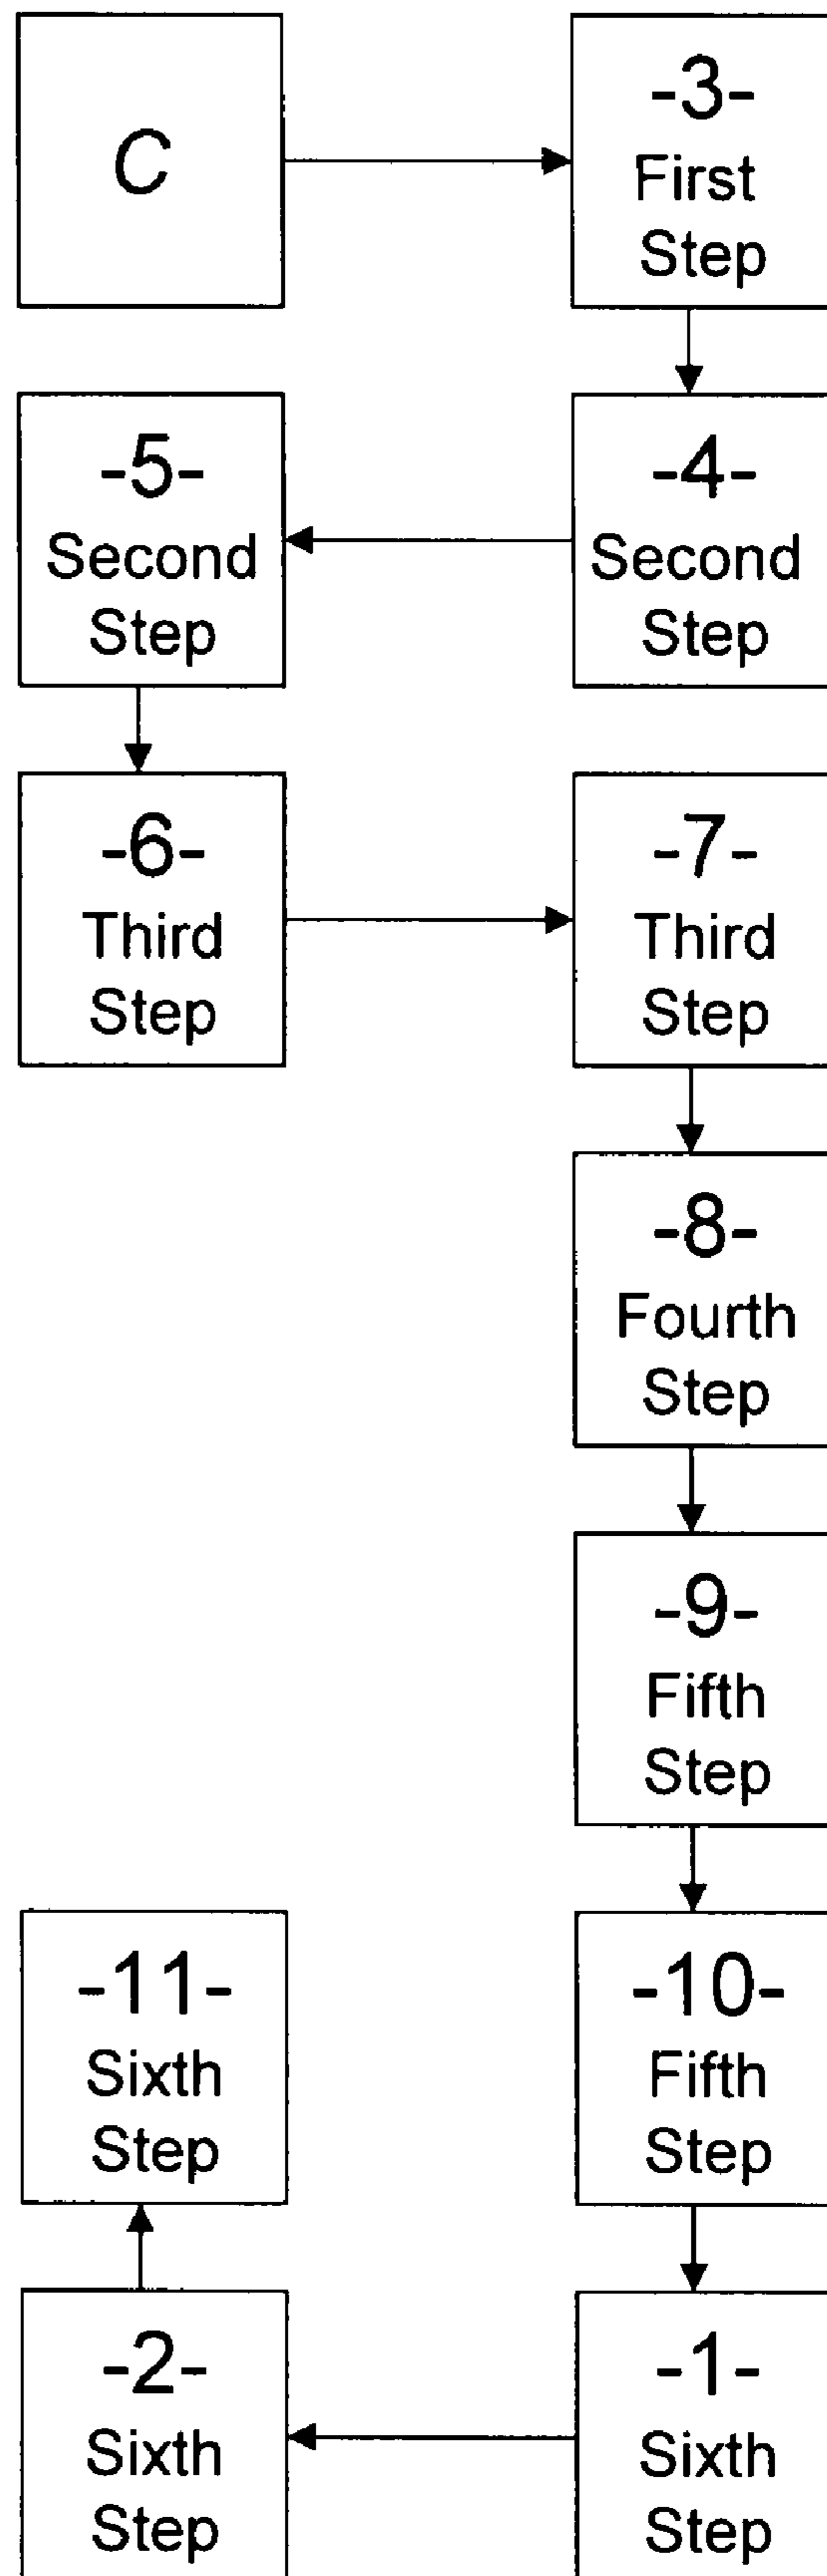 C
-3-
First
Step
-5-
Second
Step
-4-
Second
Step
-6-
Third
Step
-7-
Third
Step
-8-
Fourth
Step
-9-
Fifth
Step
-11-
Sixth
Step
-10-
Fifth
Step
-2-
Sixth
Step
-1-
Sixth
Step